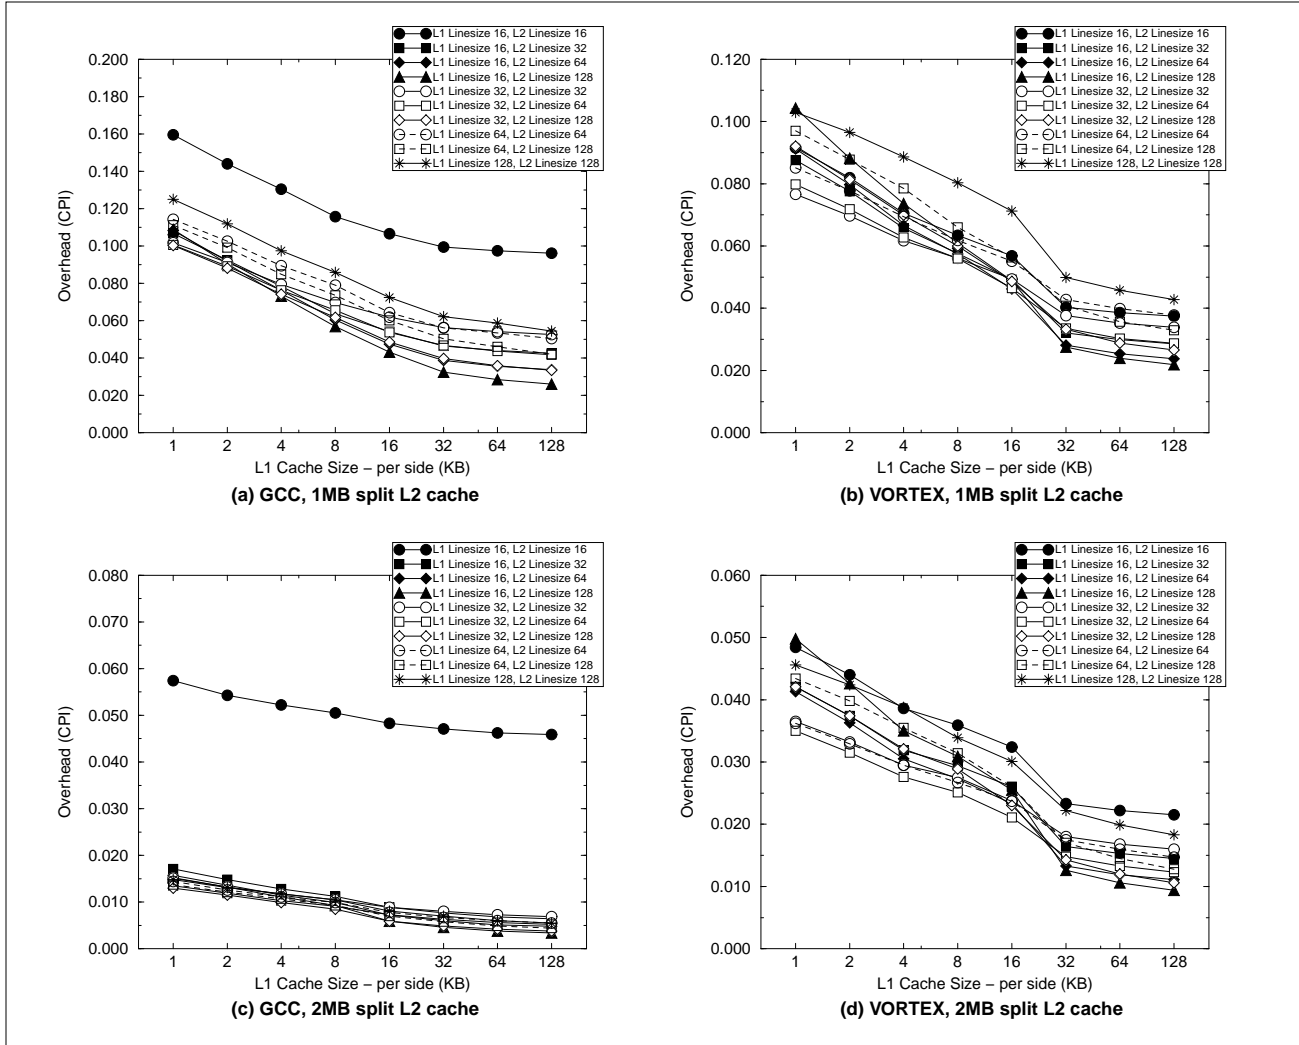 L1 Linesize 16, L2 Linesize 16
L1 Linesize 16, L2 Linesize 32
L1 Linesize 16, L2 Linesize 64
L1 Linesize 16, L2 Linesize 128
L1 Linesize 32, L2 Linesize 32
L1 Linesize 32, L2 Linesize 64
L1 Linesize 32, L2 Linesize 128
L1 Linesize 64, L2 Linesize 64
L1 Linesize 64, L2 Linesize 128
L1 Linesize 128, L2 Linesize 128
0.200
0.180
0.160
0.140
0.120
0.100
0.080
0.060
0.040
0.020
0.000
Overhead (CPI)
1 2 4 8 16 32 64 128
L1 Cache Size – per side (KB)
(a) GCC, 1MB split L2 cache
L1 Linesize 16, L2 Linesize 16
L1 Linesize 16, L2 Linesize 32
L1 Linesize 16, L2 Linesize 64
L1 Linesize 16, L2 Linesize 128
L1 Linesize 32, L2 Linesize 32
L1 Linesize 32, L2 Linesize 64
L1 Linesize 32, L2 Linesize 128
L1 Linesize 64, L2 Linesize 64
L1 Linesize 64, L2 Linesize 128
L1 Linesize 128, L2 Linesize 128
0.120
0.100
0.080
0.060
0.040
0.020
0.000
Overhead (CPI)
1 2 4 8 16 32 64 128
L1 Cache Size – per side (KB)
(b) VORTEX, 1MB split L2 cache
L1 Linesize 16, L2 Linesize 16
L1 Linesize 16, L2 Linesize 32
L1 Linesize 16, L2 Linesize 64
L1 Linesize 16, L2 Linesize 128
L1 Linesize 32, L2 Linesize 32
L1 Linesize 32, L2 Linesize 64
L1 Linesize 32, L2 Linesize 128
L1 Linesize 64, L2 Linesize 64
L1 Linesize 64, L2 Linesize 128
L1 Linesize 128, L2 Linesize 128
0.080
0.070
0.060
0.050
0.040
0.030
0.020
0.010
0.000
Overhead (CPI)
1 2 4 8 16 32 64 128
L1 Cache Size – per side (KB)
(c) GCC, 2MB split L2 cache
L1 Linesize 16, L2 Linesize 16
L1 Linesize 16, L2 Linesize 32
L1 Linesize 16, L2 Linesize 64
L1 Linesize 16, L2 Linesize 128
L1 Linesize 32, L2 Linesize 32
L1 Linesize 32, L2 Linesize 64
L1 Linesize 32, L2 Linesize 128
L1 Linesize 64, L2 Linesize 64
L1 Linesize 64, L2 Linesize 128
L1 Linesize 128, L2 Linesize 128
0.060
0.050
0.040
0.030
0.020
0.010
0.000
Overhead (CPI)
1 2 4 8 16 32 64 128
L1 Cache Size – per side (KB)
(d) VORTEX, 2MB split L2 cache